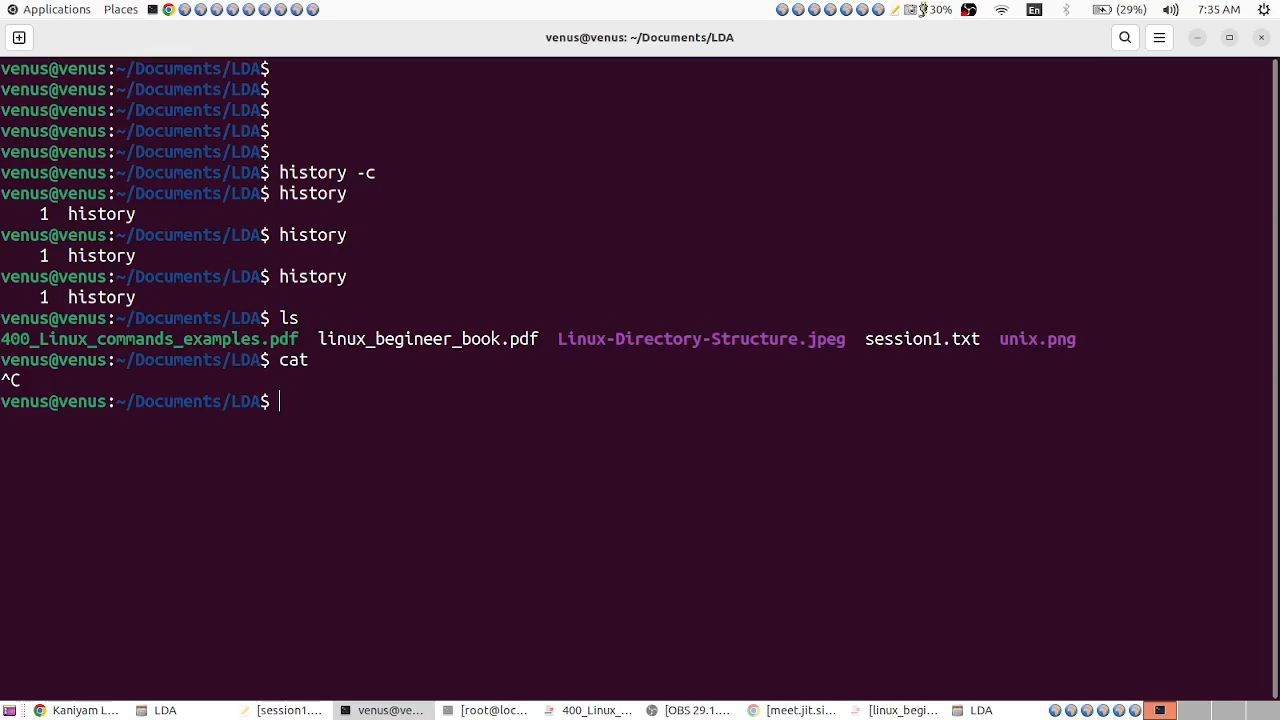 Applications Places 30% En (29%) 7:35 AM
venus@venus: ~/Documents/LDA
venus@venus:~/Documents/LDA$
venus@venus:~/Documents/LDA$
venus@venus:~/Documents/LDA$
venus@venus:~/Documents/LDA$
venus@venus:~/Documents/LDA$
venus@venus:~/Documents/LDA$ history -c
venus@venus:~/Documents/LDA$ history
1 history
venus@venus:~/Documents/LDA$ history
1 history
venus@venus:~/Documents/LDA$ history
1 history
venus@venus:~/Documents/LDA$ ls
400_Linux_commands_examples.pdf linux_begineer_book.pdf Linux-Directory-Structure.jpeg session1.txt unix.png
venus@venus:~/Documents/LDA$ cat
^C
venus@venus:~/Documents/LDA$
Kaniyam L... LDA [session1.... venus@ve... [root@loc... 400_Linux_... [OBS 29.1.... [meet.jit.si... [linux_begi... LDA